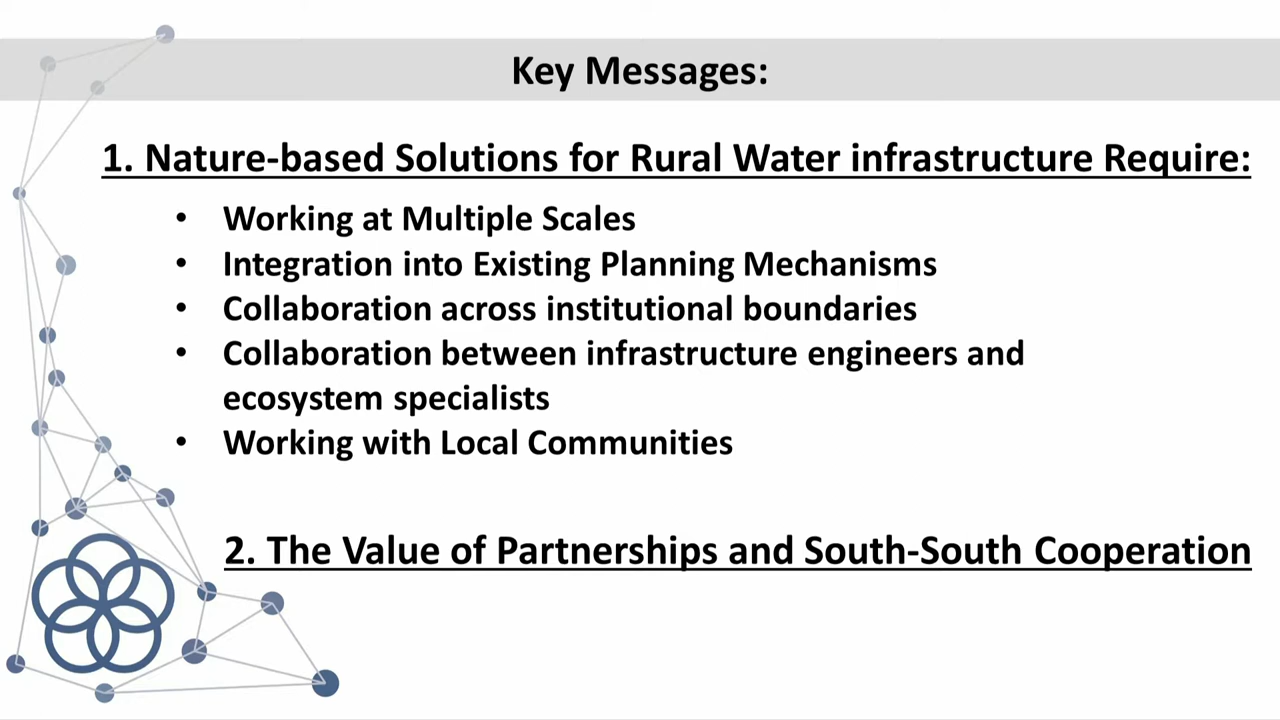 Key Messages:
1. Nature-based Solutions for Rural Water infrastructure Require:
• Working at Multiple Scales
• Integration into Existing Planning Mechanisms
• Collaboration across institutional boundaries
• Collaboration between infrastructure engineers and
ecosystem specialists
• Working with Local Communities
2. The Value of Partnerships and South-South Cooperation